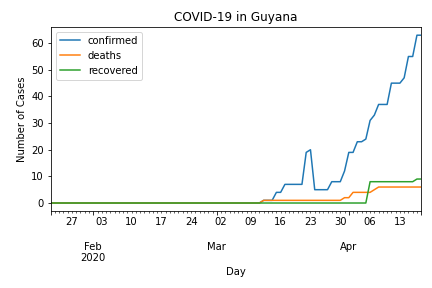 COVID-19 in Guyana
confirmed
deaths
recovered
Number of Cases
60
50
40
30
20
10
0
27 03 10 17 24 02 09 16 23 30 06 13
Feb Mar Apr
2020
Day